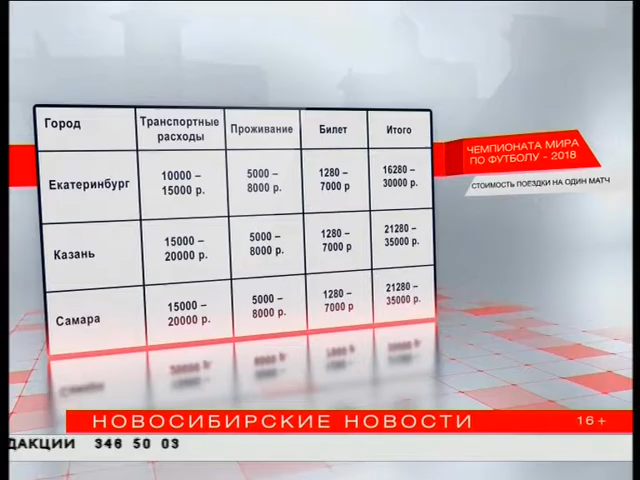 Город Транспортные расходы Проживание Билет Итого
Екатеринбург 10000 – 15000 р. 5000 – 8000 р. 1280 – 7000 р 16280 – 30000 р.
Казань 15000 – 20000 р. 5000 – 8000 р. 1280 – 7000 р 21280 – 35000 р.
Самара 15000 – 20000 р. 5000 – 8000 р. 1280 – 7000 р 21280 – 35000 р.
ЧЕМПИОНАТА МИРА
ПО ФУТБОЛУ - 2018
СТОИМОСТЬ ПОЕЗДКИ НА ОДИН МАТЧ
НОВОСИБИРСКИЕ НОВОСТИ 16+
ДАКЦИИ 346 50 03